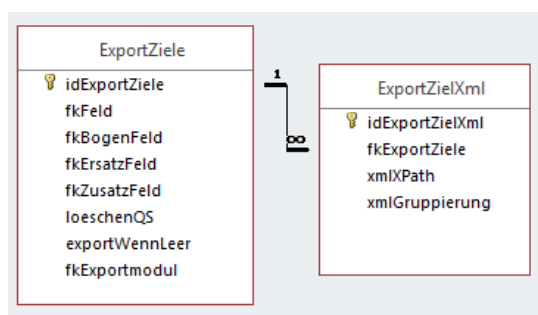 ExportZiele
idExportZiele
fkFeld
fkBogenFeld
fkErsatzFeld
fkZusatzFeld
loeschenQS
exportWennLeer
fkExportmodul
1
∞
ExportZielXml
idExportZielXml
fkExportZiele
xmlXPath
xmlGruppierung